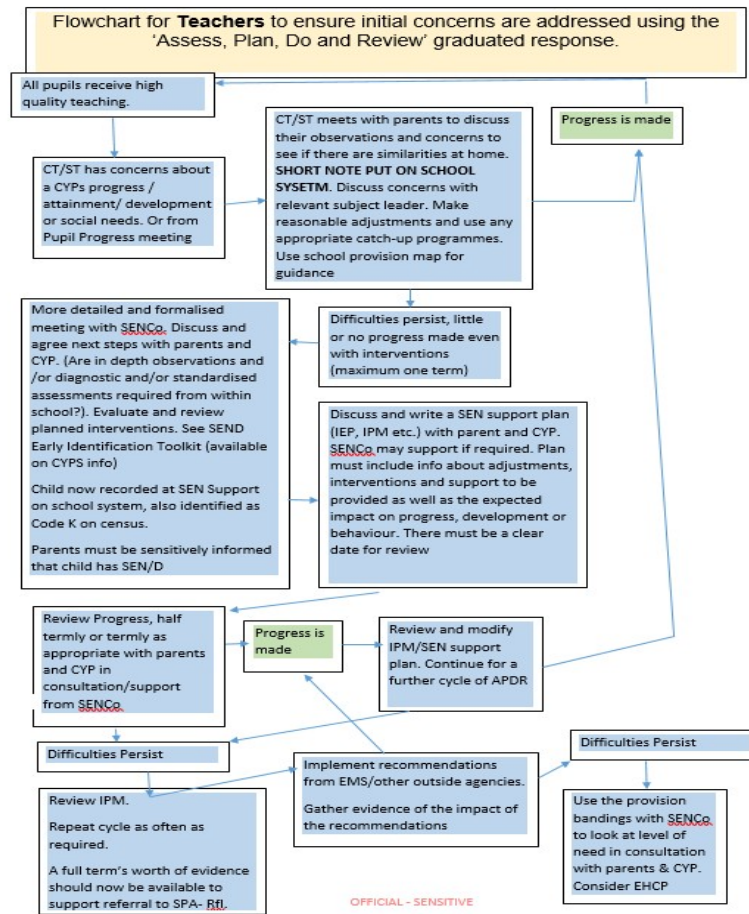 Flowchart for Teachers to ensure initial concerns are addressed using the
‘Assess, Plan, Do and Review’ graduated response.
All pupils receive high
quality teaching.
CT/ST has concerns about
a CYPs progress /
attainment/ development
or social needs. Or from
Pupil Progress meeting
CT/ST meets with parents to discuss
their observations and concerns to
see if there are similarities at home.
SHORT NOTE PUT ON SCHOOL
SYSETM. Discuss concerns with
relevant subject leader. Make
reasonable adjustments and use any
appropriate catch-up programmes.
Use school provision map for
guidance
Progress is made
Difficulties persist, little
or no progress made even
with interventions
(maximum one term)
More detailed and formalised
meeting with SENCo. Discuss and
agree next steps with parents and
CYP. (Are in depth observations and
/or diagnostic and/or standardised
assessments required from within
school?). Evaluate and review
planned interventions. See SEND
Early Identification Toolkit (available
on CYPS info)
Child now recorded at SEN Support
on school system, also identified as
Code K on census.
Parents must be sensitively informed
that child has SEN/D
Discuss and write a SEN support plan
(IEP, IPM etc.) with parent and CYP.
SENCo may support if required. Plan
must include info about adjustments,
interventions and support to be
provided as well as the expected
impact on progress, development or
behaviour. There must be a clear
date for review
Review Progress, half
termly or termly as
appropriate with parents
and CYP in
consultation/support
from SENCo
Progress is
made
Review and modify
IPM/SEN support
plan. Continue for a
further cycle of APDR
Difficulties Persist
Review IPM.
Repeat cycle as often as
required.
A full term’s worth of evidence
should now be available to
support referral to SPA- Rfl.
Implement recommendations
from EMS/other outside agencies.
Gather evidence of the impact of
the recommendations
Difficulties Persist
Use the provision
bandings with SENCo
to look at level of
need in consultation
with parents & CYP.
Consider EHCP
OFFICIAL - SENSITIVE